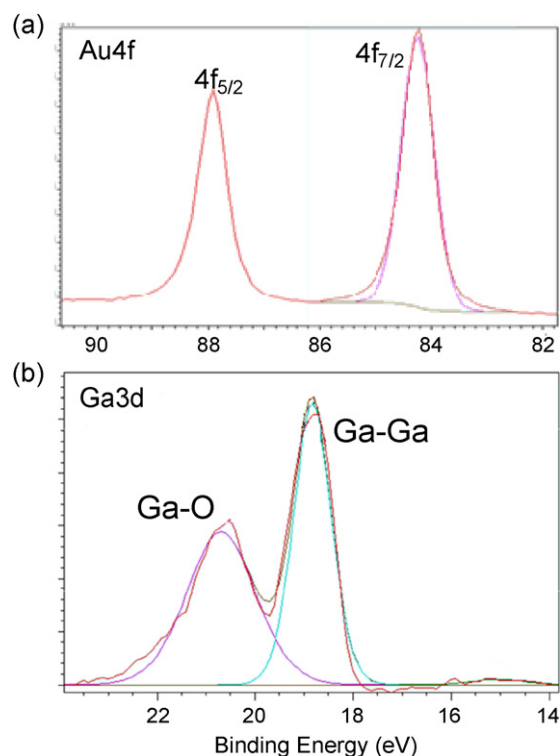 (a)
Au4f
4f5/2
4f7/2
90 88 86 84 82
(b)
Ga3d
Ga-Ga
Ga-O
22 20 18 16 14
Binding Energy (eV)